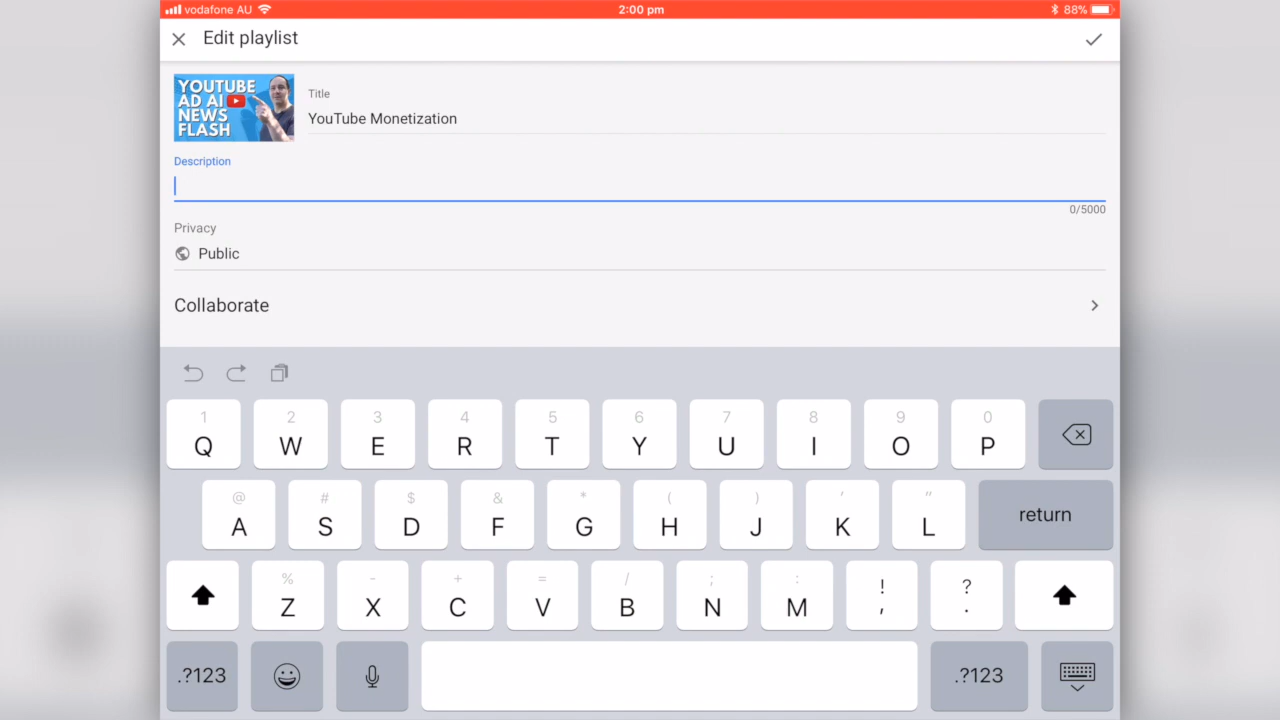 vodafone AU 2:00 pm 88%
Edit playlist
YOUTUBE
AD AI
NEWS
FLASH
Title
YouTube Monetization
Description
0/5000
Privacy
Public
Collaborate
1 2 3 4 5 6 7 8 9 0
Q W E R T Y U I O P
@ # $ & * ( ) ' "
A S D F G H J K L return
% - + = / ; : ! ?
Z X C V B N M , .
.?123 .?123